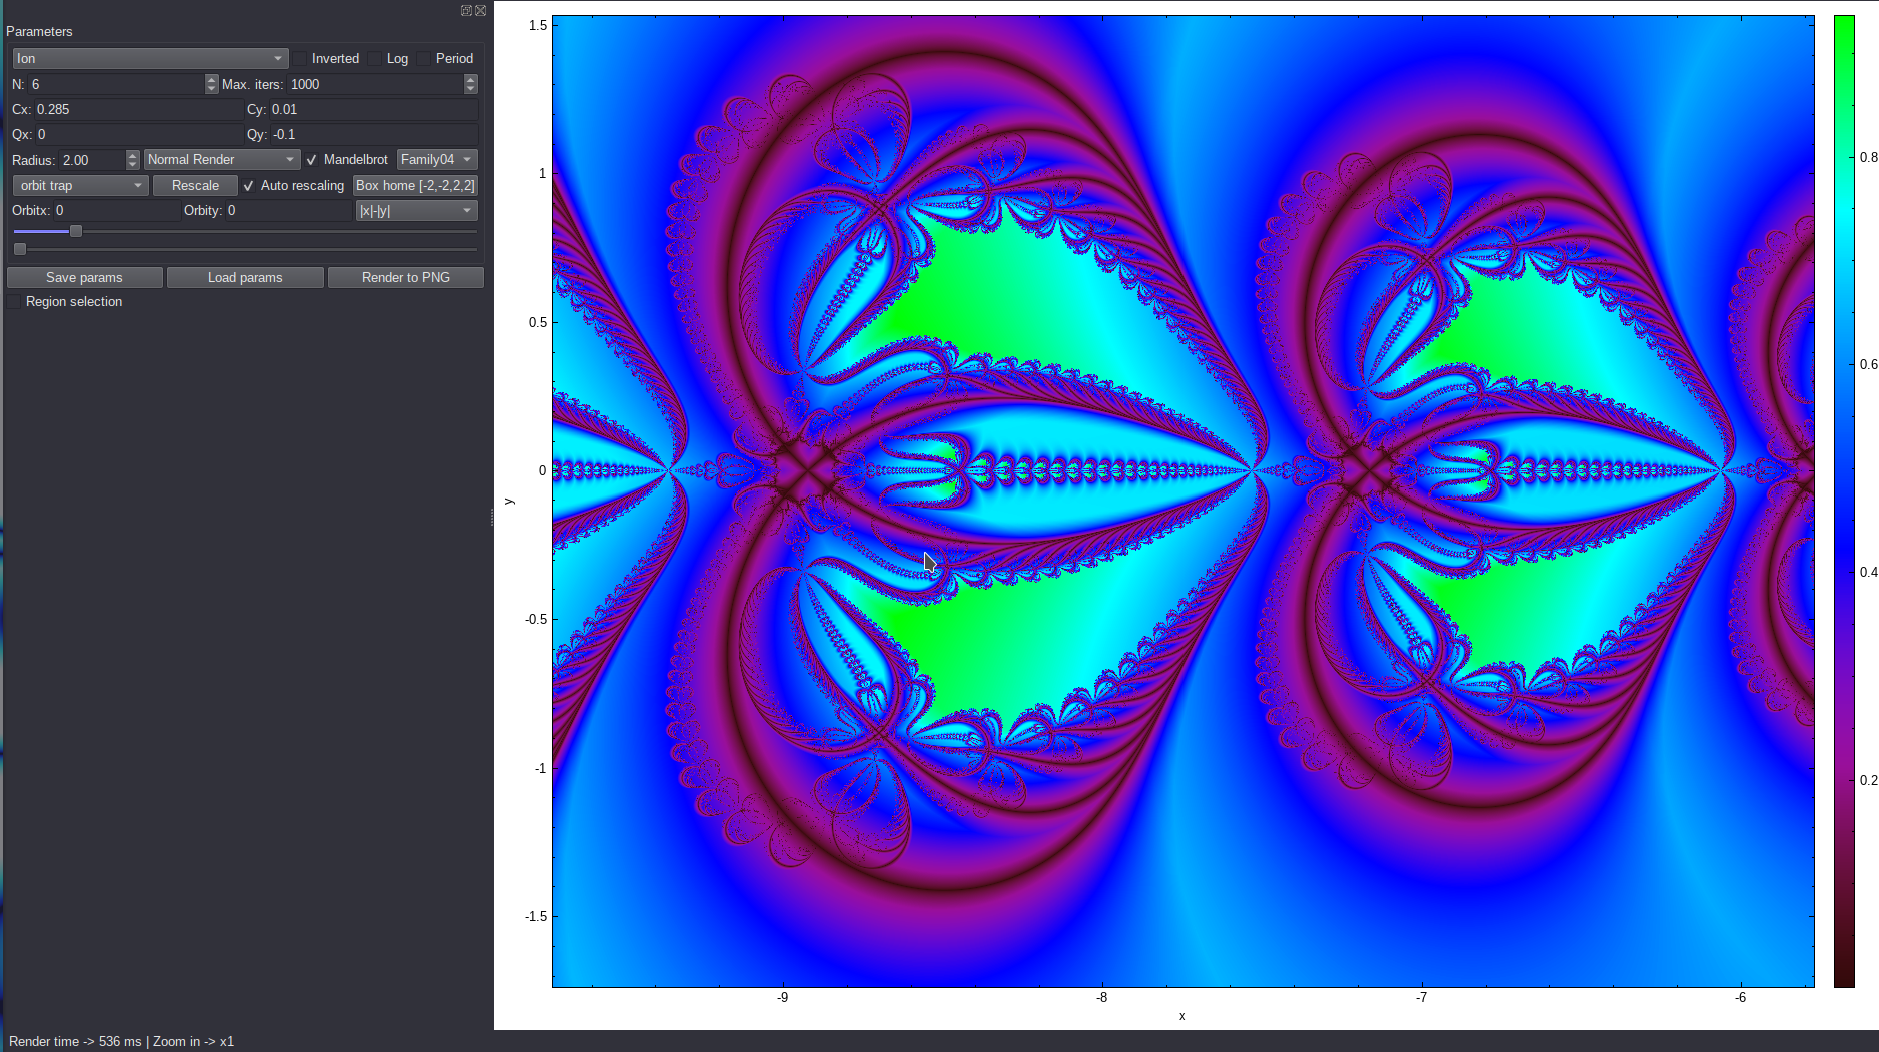 Parameters
Ion Inverted Log Period
N: 6 Max. iters: 1000
Cx: 0.285 Cy: 0.01
Qx: 0 Qy: -0.1
Radius: 2.00 Normal Render Mandelbrot Family04
orbit trap Rescale Auto rescaling Box home [-2,-2,2,2]
Orbitx: 0 Orbity: 0 |x|-|y|
Save params Load params Render to PNG
Region selection
1.5
1
0.5
0
-0.5
-1
-1.5
y
-9 -8 -7 -6
x
0.8
0.6
0.4
0.2
Render time -> 536 ms | Zoom in -> x1